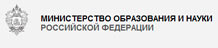 МИНИСТЕРСТВО ОБРАЗОВАНИЯ И НАУКИ
РОССИЙСКОЙ ФЕДЕРАЦИИ